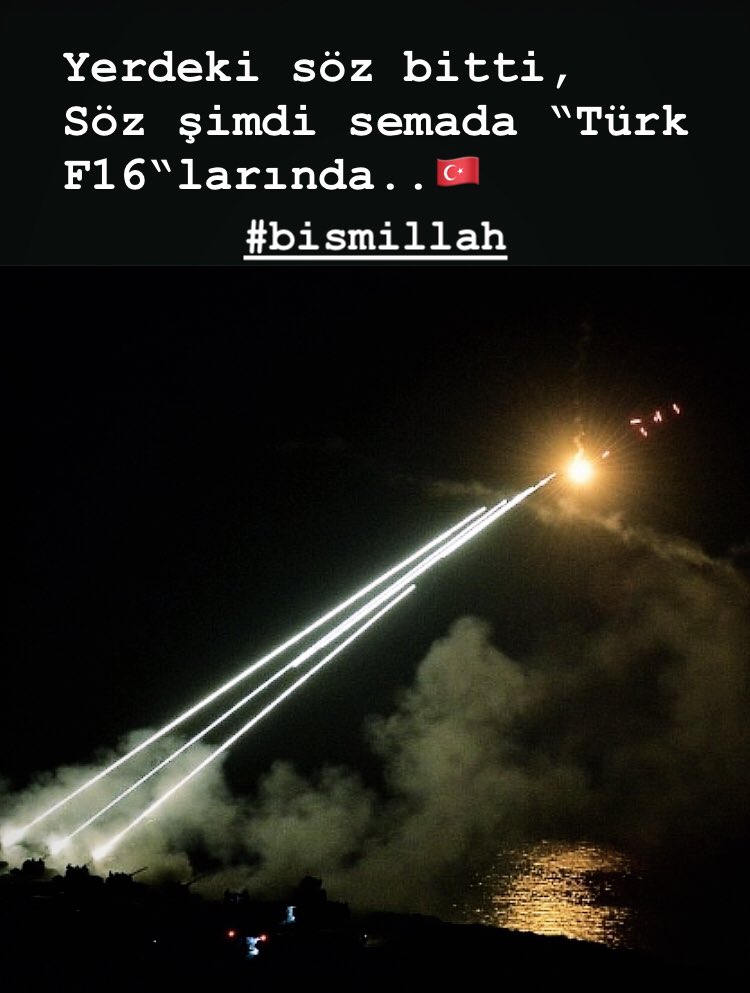 Yerdeki söz bitti,
Söz şimdi semada “Türk
F16“larında..🇹🇷
#bismillah